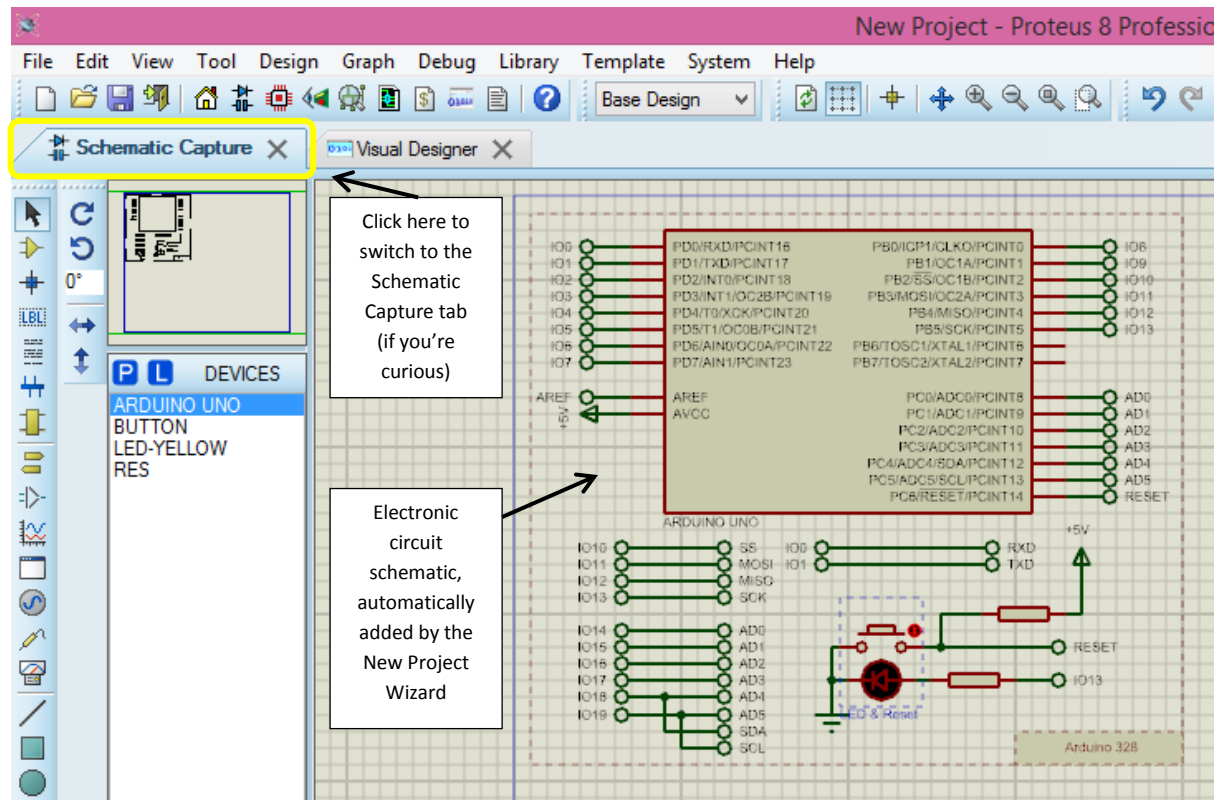 New Project - Proteus 8 Professio
File Edit View Tool Design Graph Debug Library Template System Help
Base Design
Schematic Capture
Visual Designer
0°
LBL
P L DEVICES
ARDUINO UNO
BUTTON
LED-YELLOW
RES
Click here to
switch to the
Schematic
Capture tab
(if you're
curious)
Electronic
circuit
schematic,
automatically
added by the
New Project
Wizard
IO0 PD0/RXD/PCINT16 PB0/ICP1/CLKO/PCINT0 IO8
IO1 PD1/TXD/PCINT17 PB1/OC1A/PCINT1 IO9
IO2 PD2/INT0/PCINT18 PB2/SS/OC1B/PCINT2 IO10
IO3 PD3/INT1/OC2B/PCINT19 PB3/MOSI/OC2A/PCINT3 IO11
IO4 PD4/T0/XCK/PCINT20 PB4/MISO/PCINT4 IO12
IO5 PD5/T1/OC0B/PCINT21 PB5/SCK/PCINT5 IO13
IO6 PD6/AIN0/OC0A/PCINT22 PB6/TOSC1/XTAL1/PCINT6
IO7 PD7/AIN1/PCINT23 PB7/TOSC2/XTAL2/PCINT7
AREF AREF PC0/ADC0/PCINT8 AD0
+5V AVCC PC1/ADC1/PCINT9 AD1
PC2/ADC2/PCINT10 AD2
PC3/ADC3/PCINT11 AD3
PC4/ADC4/SDA/PCINT12 AD4
PC5/ADC5/SCL/PCINT13 AD5
PC6/RESET/PCINT14 RESET
ARDUINO UNO
+5V
IO10 SS IO0 RXD
IO11 MOSI IO1 TXD
IO12 MISO
IO13 SCK
IO14 AD0
IO15 AD1 RESET
IO16 AD2
IO17 AD3 IO13
IO18 AD4
IO19 AD5 LED & Reset
SDA
SCL
Arduino 328